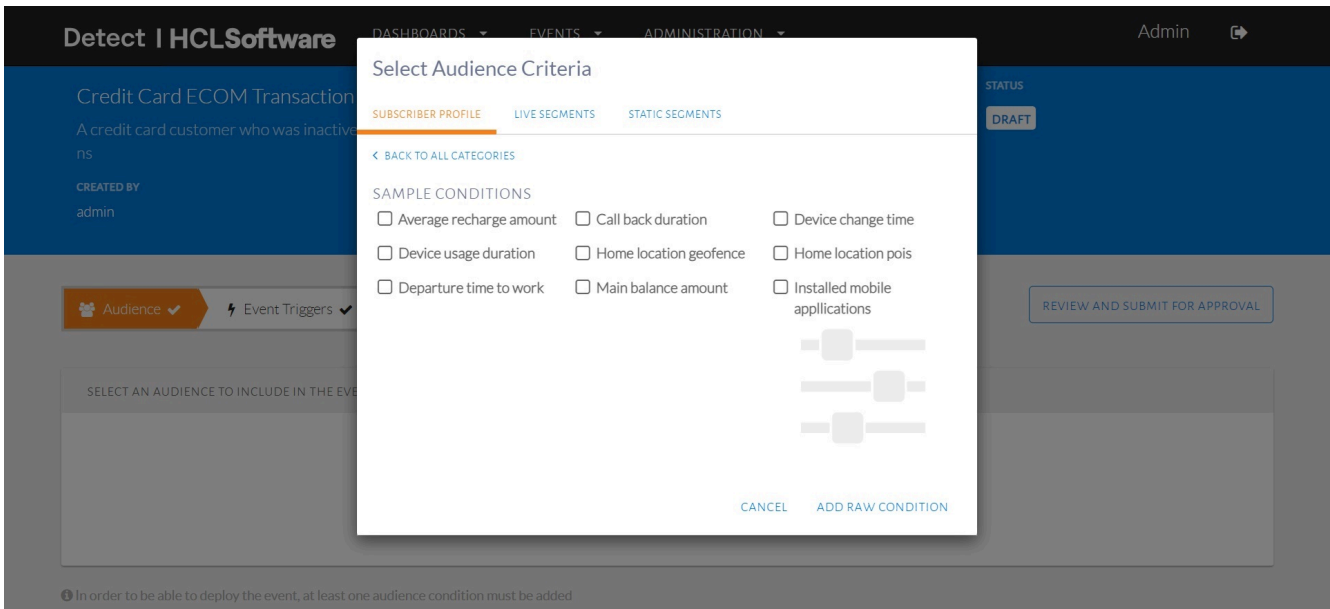 Detect | HCLSoftware
DASHBOARDS EVENTS ADMINISTRATION
Admin
Credit Card ECOM Transaction
A credit card customer who was inactive
ns
CREATED BY
admin
STATUS
DRAFT
Select Audience Criteria
SUBSCRIBER PROFILE LIVE SEGMENTS STATIC SEGMENTS
BACK TO ALL CATEGORIES
SAMPLE CONDITIONS
Average recharge amount Call back duration Device change time
Device usage duration Home location geofence Home location pois
Departure time to work Main balance amount Installed mobile
appllications
CANCEL ADD RAW CONDITION
Audience Event Triggers
REVIEW AND SUBMIT FOR APPROVAL
SELECT AN AUDIENCE TO INCLUDE IN THE EVE
In order to be able to deploy the event, at least one audience condition must be added